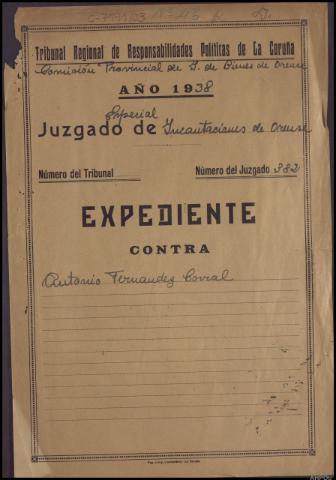 Tribunal Regional de Responsabilidades Políticas de La Coruña
Comisión Provincial de I. de Bienes de Orense
AÑO 1938
Especial
Juzgado de Incautaciones de Orense
Número del Tribunal
Número del Juzgado 382
EXPEDIENTE
CONTRA
Antonio Fernandez Corral